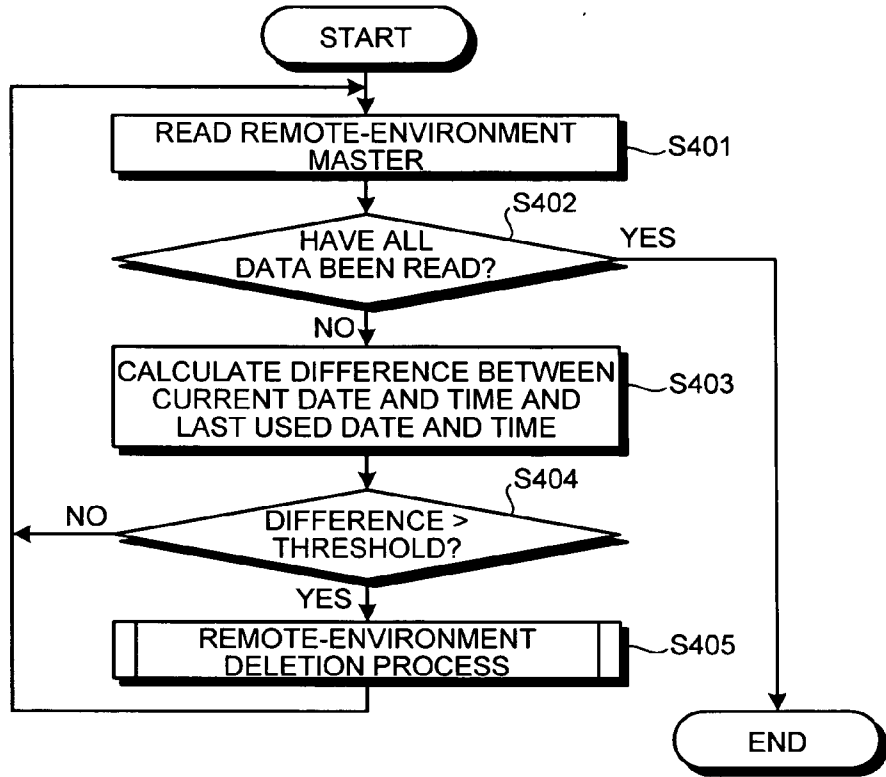 START
READ REMOTE-ENVIRONMENT
MASTER
S401
S402
HAVE ALL
DATA BEEN READ?
YES
NO
CALCULATE DIFFERENCE BETWEEN
CURRENT DATE AND TIME AND
LAST USED DATE AND TIME
S403
S404
NO
DIFFERENCE >
THRESHOLD?
YES
REMOTE-ENVIRONMENT
DELETION PROCESS
S405
END